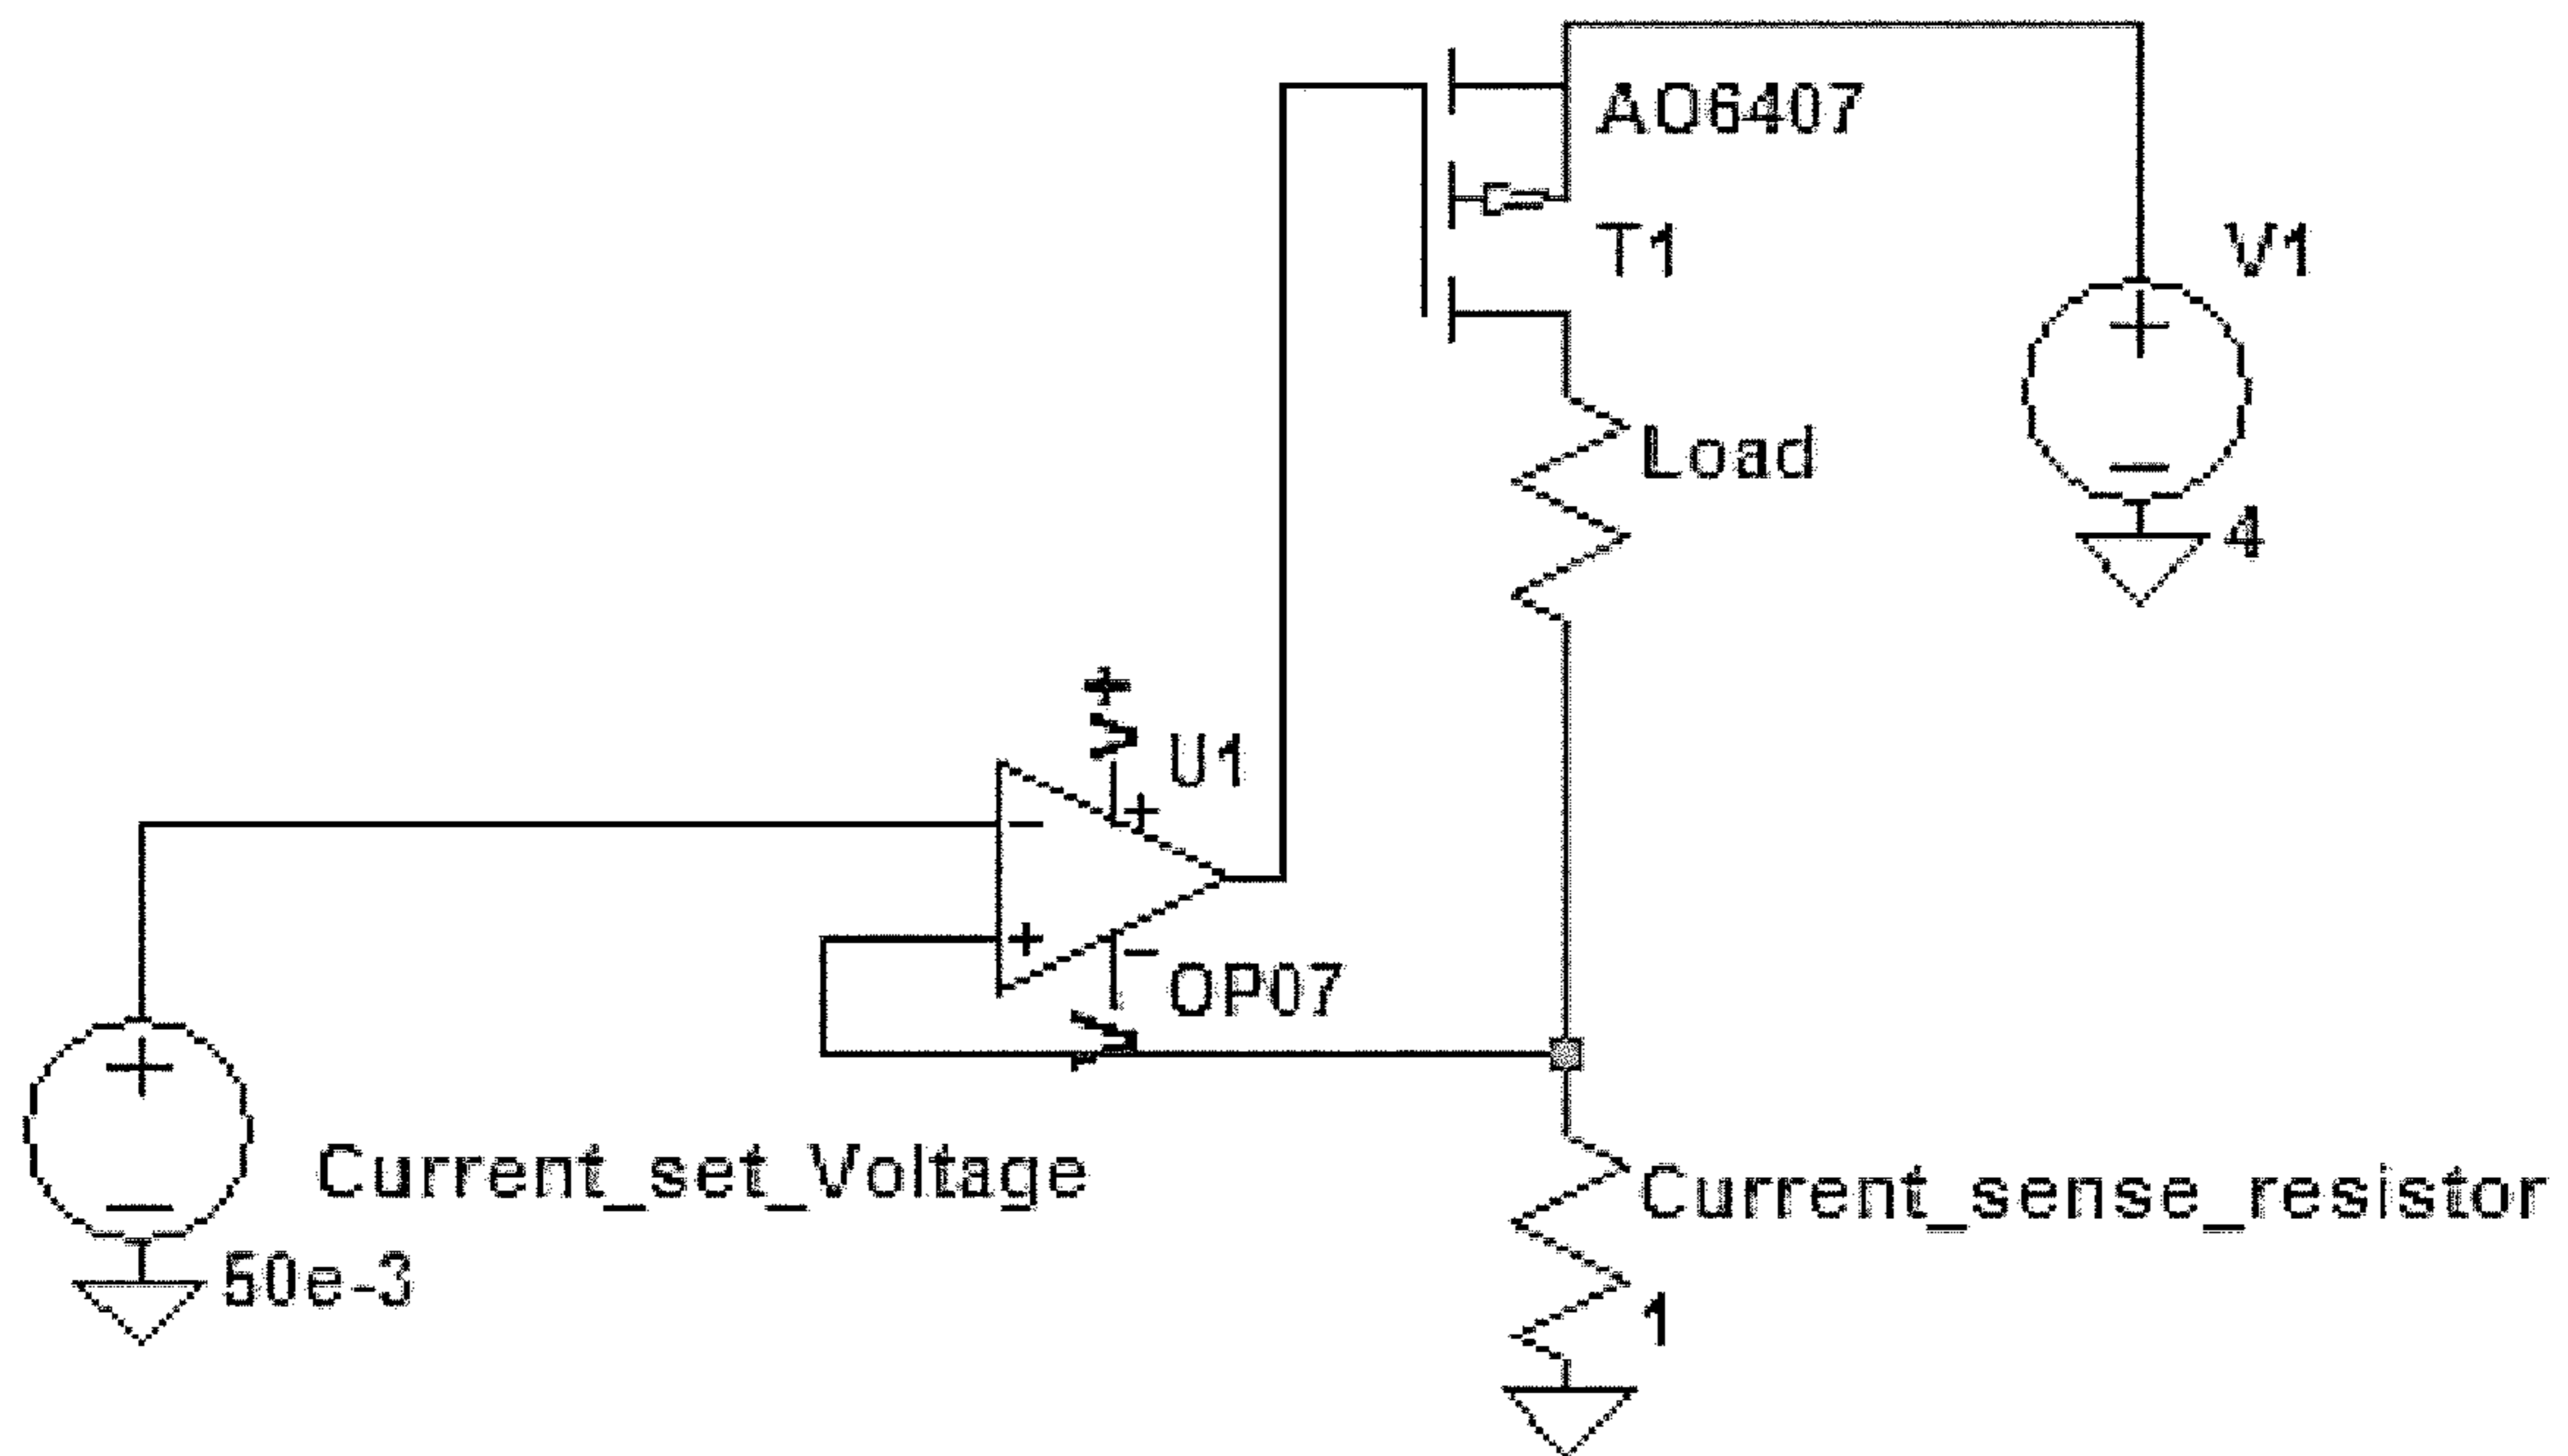 AO6407
T1
V1
4
Load
+
V
U1
+
-
+
-
OP07
V
Current_set_Voltage
50e-3
Current_sense_resistor
1